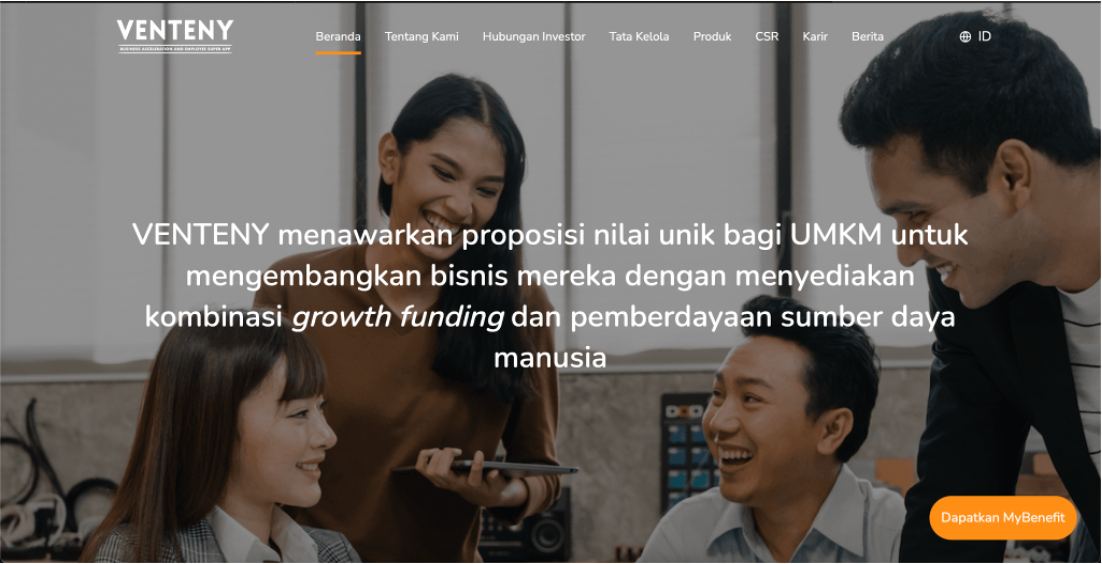 VENTENY
BUSINESS ACCELERATION AND EMPLOYEE SUPER APP
Beranda
Tentang Kami
Hubungan Investor
Tata Kelola
Produk
CSR
Karir
Berita
ID
VENTENY menawarkan proposisi nilai unik bagi UMKM untuk
mengembangkan bisnis mereka dengan menyediakan
kombinasi growth funding dan pemberdayaan sumber daya
manusia
Dapatkan MyBenefit